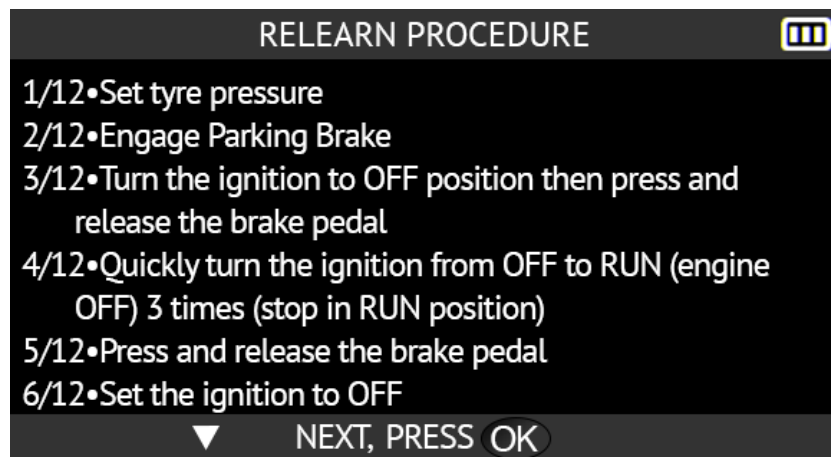 RELEARN PROCEDURE
1/12•Set tyre pressure
2/12•Engage Parking Brake
3/12•Turn the ignition to OFF position then press and
release the brake pedal
4/12•Quickly turn the ignition from OFF to RUN (engine
OFF) 3 times (stop in RUN position)
5/12•Press and release the brake pedal
6/12•Set the ignition to OFF
▼ NEXT, PRESS OK